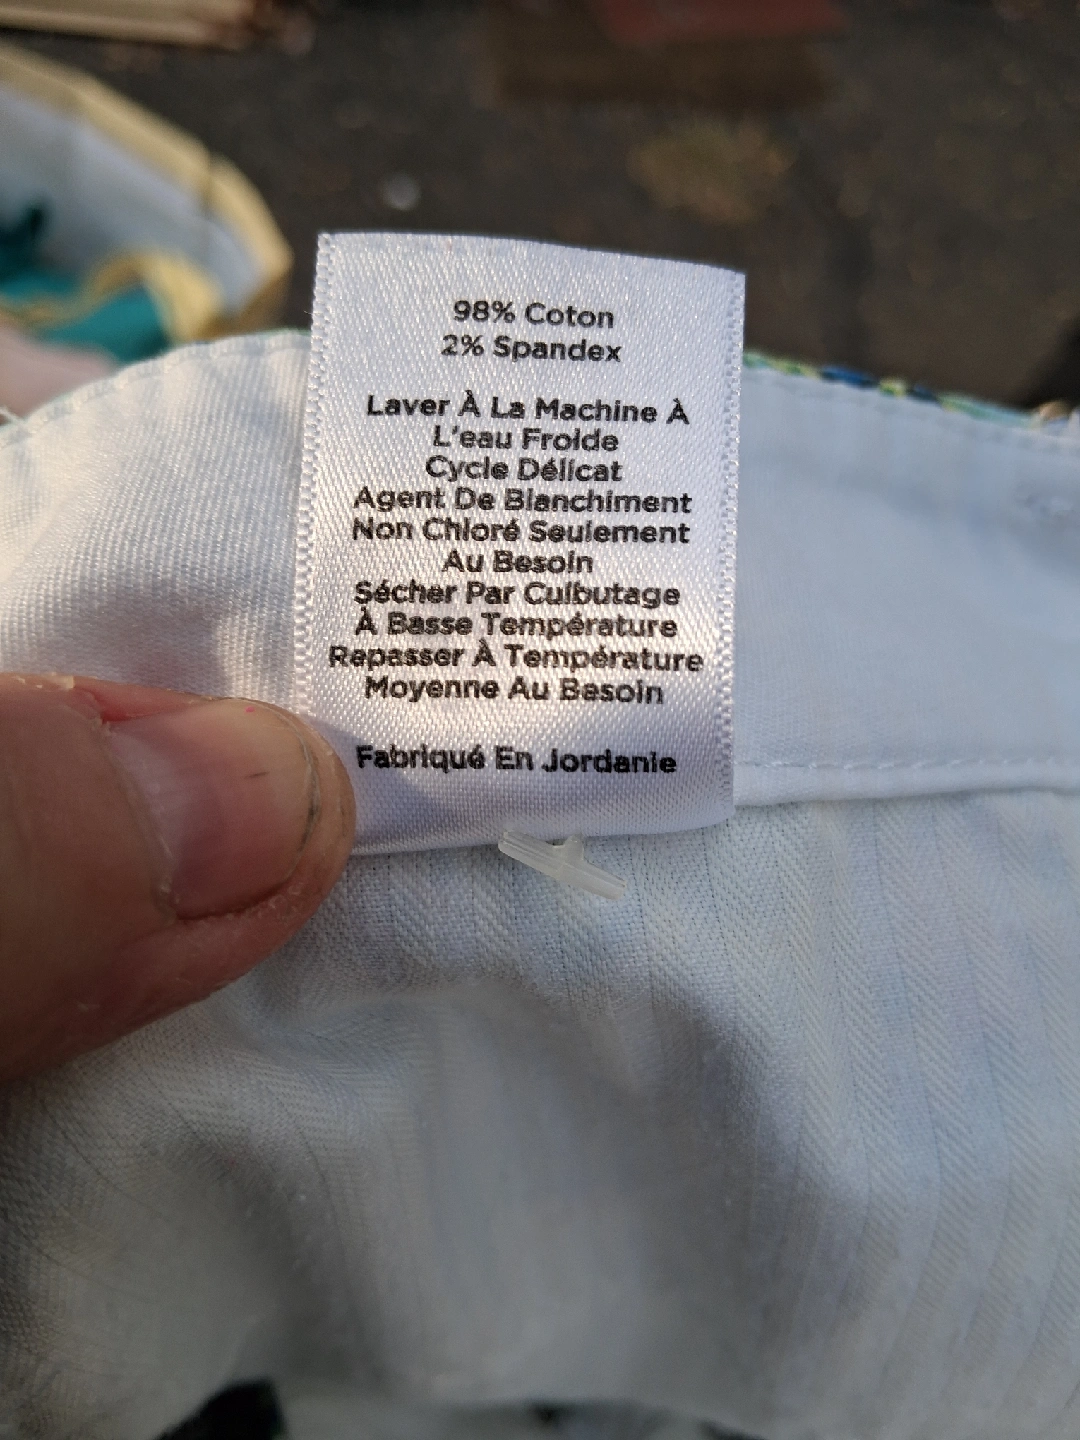 98% Coton
2% Spandex
Laver À La Machine À
L'eau Froide
Cycle Délicat
Agent De Blanchiment
Non Chloré Seulement
Au Besoin
Sécher Par Culbutage
À Basse Température
Repasser À Température
Moyenne Au Besoin
Fabriqué En Jordanie